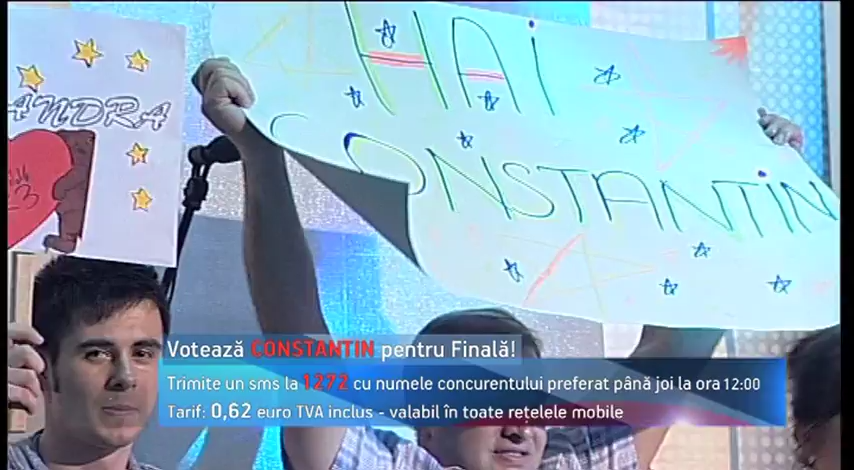 HAI
CONSTANTIN
ANDRA
Votează CONSTANTIN pentru Finală!
Trimite un sms la 1272 cu numele concurentului preferat până joi la ora 12:00
Tarif: 0,62 euro TVA inclus - valabil în toate rețelele mobile